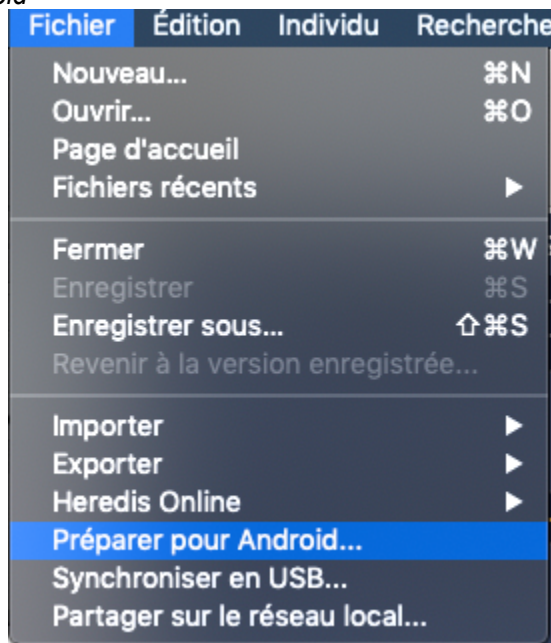 Fichier Édition Individu Recherche
Nouveau... ⌘N
Ouvrir... ⌘O
Page d'accueil
Fichiers récents ▶
Fermer ⌘W
Enregistrer ⌘S
Enregistrer sous... ⇧⌘S
Revenir à la version enregistrée...
Importer ▶
Exporter ▶
Heredis Online ▶
Préparer pour Android...
Synchroniser en USB...
Partager sur le réseau local...